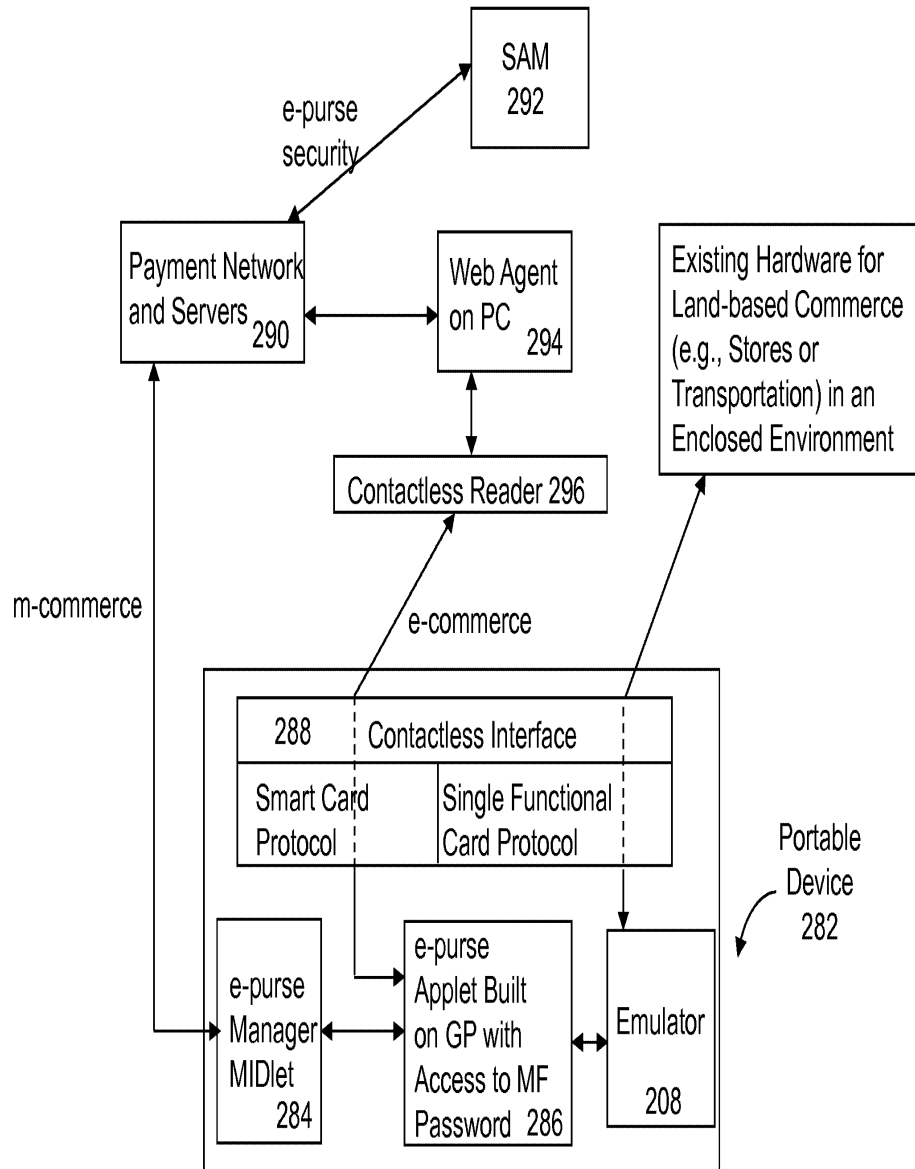 SAM
292
e-purse
security
Payment Network
and Servers
290
Web Agent
on PC
294
Existing Hardware for
Land-based Commerce
(e.g., Stores or
Transportation) in an
Enclosed Environment
Contactless Reader 296
m-commerce
e-commerce
288 Contactless Interface
Smart Card
Protocol
Single Functional
Card Protocol
Portable
Device
282
e-purse
Manager
MIDlet
284
e-purse
Applet Built
on GP with
Access to MF
Password 286
Emulator
208